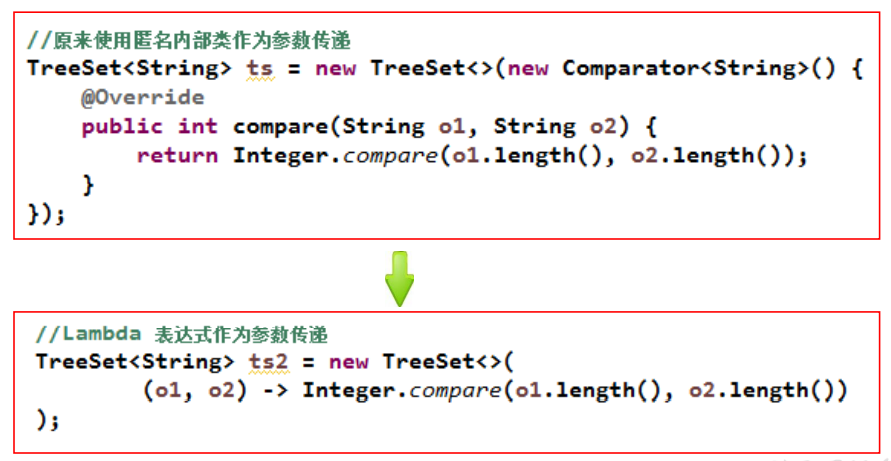 //原来使用匿名内部类作为参数传递
TreeSet<String> ts = new TreeSet<>(new Comparator<String>() {
    @Override
    public int compare(String o1, String o2) {
        return Integer.compare(o1.length(), o2.length());
    }
});
//Lambda 表达式作为参数传递
TreeSet<String> ts2 = new TreeSet<>(
        (o1, o2) -> Integer.compare(o1.length(), o2.length())
);